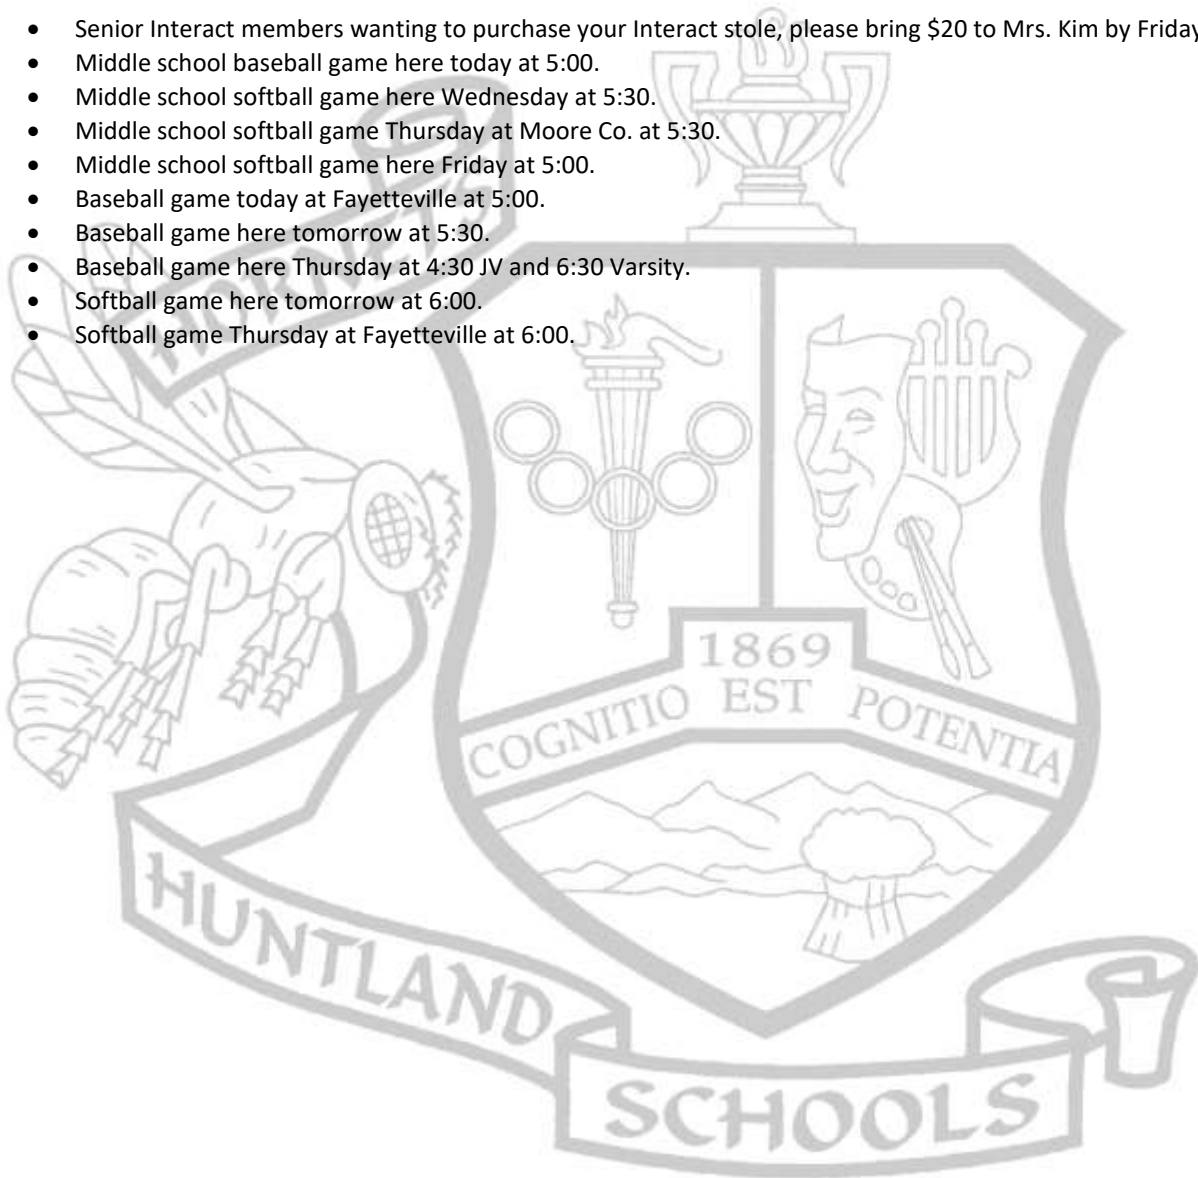 • Senior Interact members wanting to purchase your Interact stole, please bring $20 to Mrs. Kim by Friday
• Middle school baseball game here today at 5:00.
• Middle school softball game here Wednesday at 5:30.
• Middle school softball game Thursday at Moore Co. at 5:30.
• Middle school softball game here Friday at 5:00.
• Baseball game today at Fayetteville at 5:00.
• Baseball game here tomorrow at 5:30.
• Baseball game here Thursday at 4:30 JV and 6:30 Varsity.
• Softball game here tomorrow at 6:00.
• Softball game Thursday at Fayetteville at 6:00.
HORNETS
1869
COGNITIO EST POTENTIA
HUNTLAND
SCHOOLS